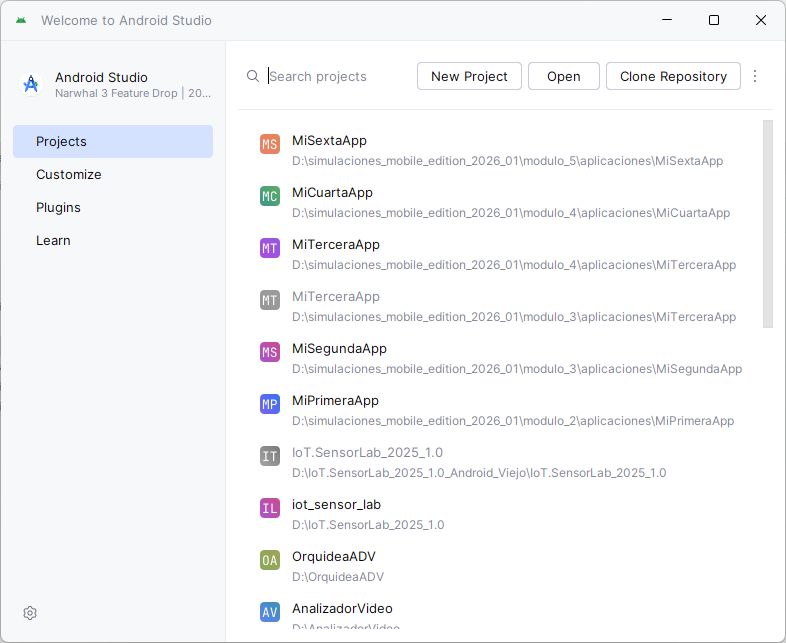 Welcome to Android Studio
Android Studio
Narwhal 3 Feature Drop | 20...
Projects
Customize
Plugins
Learn
Search projects
New Project
Open
Clone Repository
MS
MiSextaApp
D:\simulaciones_mobile_edition_2026_01\modulo_5\aplicaciones\MiSextaApp
MC
MiCuartaApp
D:\simulaciones_mobile_edition_2026_01\modulo_4\aplicaciones\MiCuartaApp
MT
MiTerceraApp
D:\simulaciones_mobile_edition_2026_01\modulo_4\aplicaciones\MiTerceraApp
MT
MiTerceraApp
D:\simulaciones_mobile_edition_2026_01\modulo_3\aplicaciones\MiTerceraApp
MS
MiSegundaApp
D:\simulaciones_mobile_edition_2026_01\modulo_3\aplicaciones\MiSegundaApp
MP
MiPrimeraApp
D:\simulaciones_mobile_edition_2026_01\modulo_2\aplicaciones\MiPrimeraApp
IT
IoT.SensorLab_2025_1.0
D:\IoT.SensorLab_2025_1.0_Android_Viejo\IoT.SensorLab_2025_1.0
IL
iot_sensor_lab
D:\IoT.SensorLab_2025_1.0
OA
OrquideaADV
D:\OrquideaADV
AV
AnalizadorVideo
D:\AnalizadorVideo